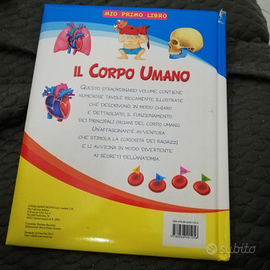 MIO PRIMO LIBRO
IL CORPO UMANO
QUESTO STRAORDINARIO VOLUME CONTIENE
NUMEROSE TAVOLE RICCAMENTE ILLUSTRATE
CHE DESCRIVONO, IN MODO CHIARO
E DETTAGLIATO, IL FUNZIONAMENTO
DEI PRINCIPALI ORGANI DEL CORPO UMANO.
UN'AFFASCINANTE AVVENTURA
CHE STIMOLA LA CURIOSITÀ DEI RAGAZZI
E LI AVVICINA IN MODO DIVERTENTE
AI SEGRETI DELL'ANATOMIA.
subito